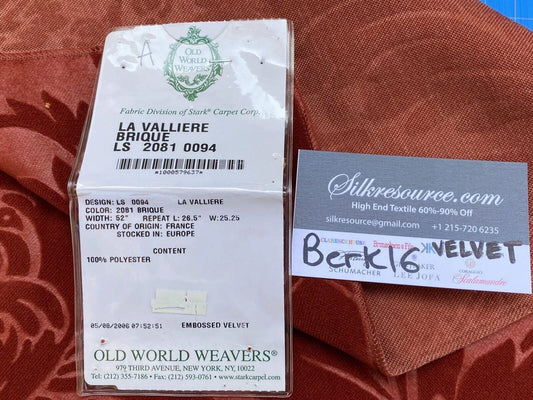 A
OLD
WORLD
WEAVERS
Fabric Division of Stark® Carpet Corp.
LA VALLIERE
BRIQUE
LS 2081 0094
*1000579637*
DESIGN: LS 0094 LA VALLIERE
COLOR: 2081 BRIQUE
WIDTH: 52" REPEAT L: 26.5" W: 25.25
COUNTRY OF ORIGIN: FRANCE
STOCKED IN: EUROPE
CONTENT
100% POLYESTER
05/08/2006 07:52:51 EMBOSSED VELVET
OLD WORLD WEAVERS®
979 THIRD AVENUE, NEW YORK, NY, 10022
Tel: (212) 355-7186 • Fax: (212) 593-0761 • www.starkcarpet.com
Silkresource.com
High End Textile 60%-90% Off
silkresource@gmail.com +1 215-720 6235
Berk16 VELVET
SCHUMACHER
LEE JOFA
Scalamandre